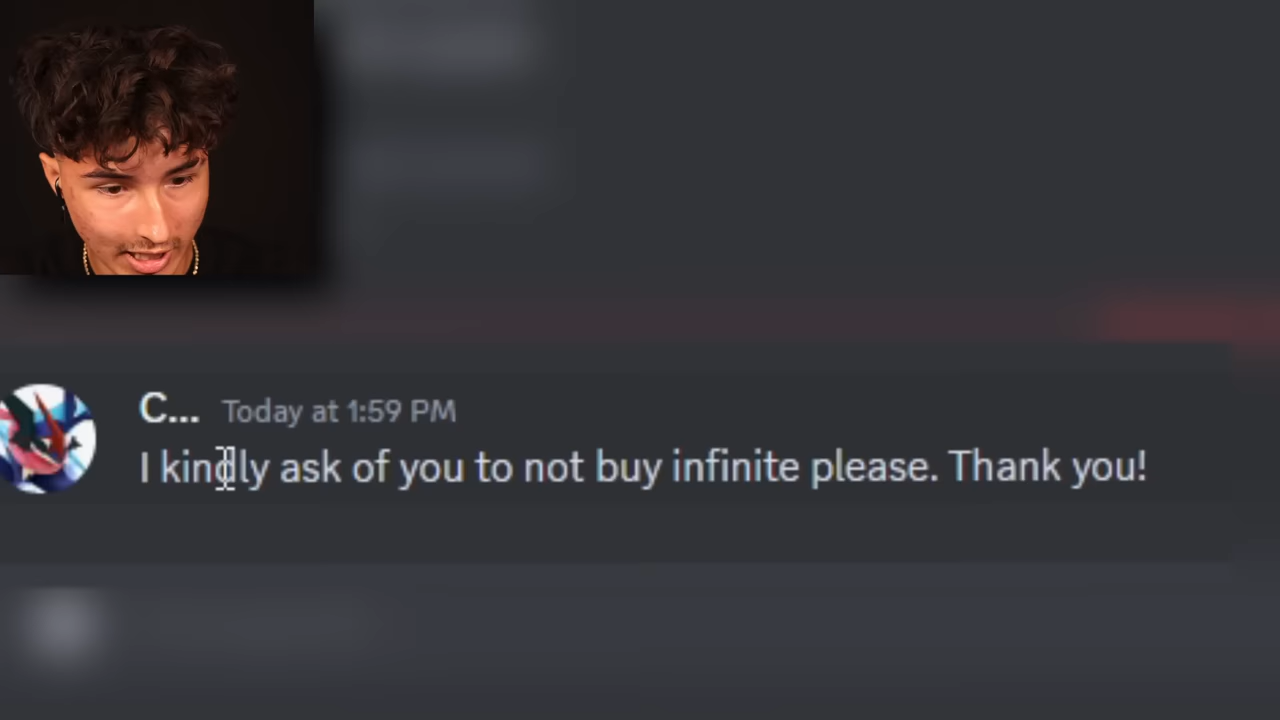 C... Today at 1:59 PM
I kindly ask of you to not buy infinite please. Thank you!